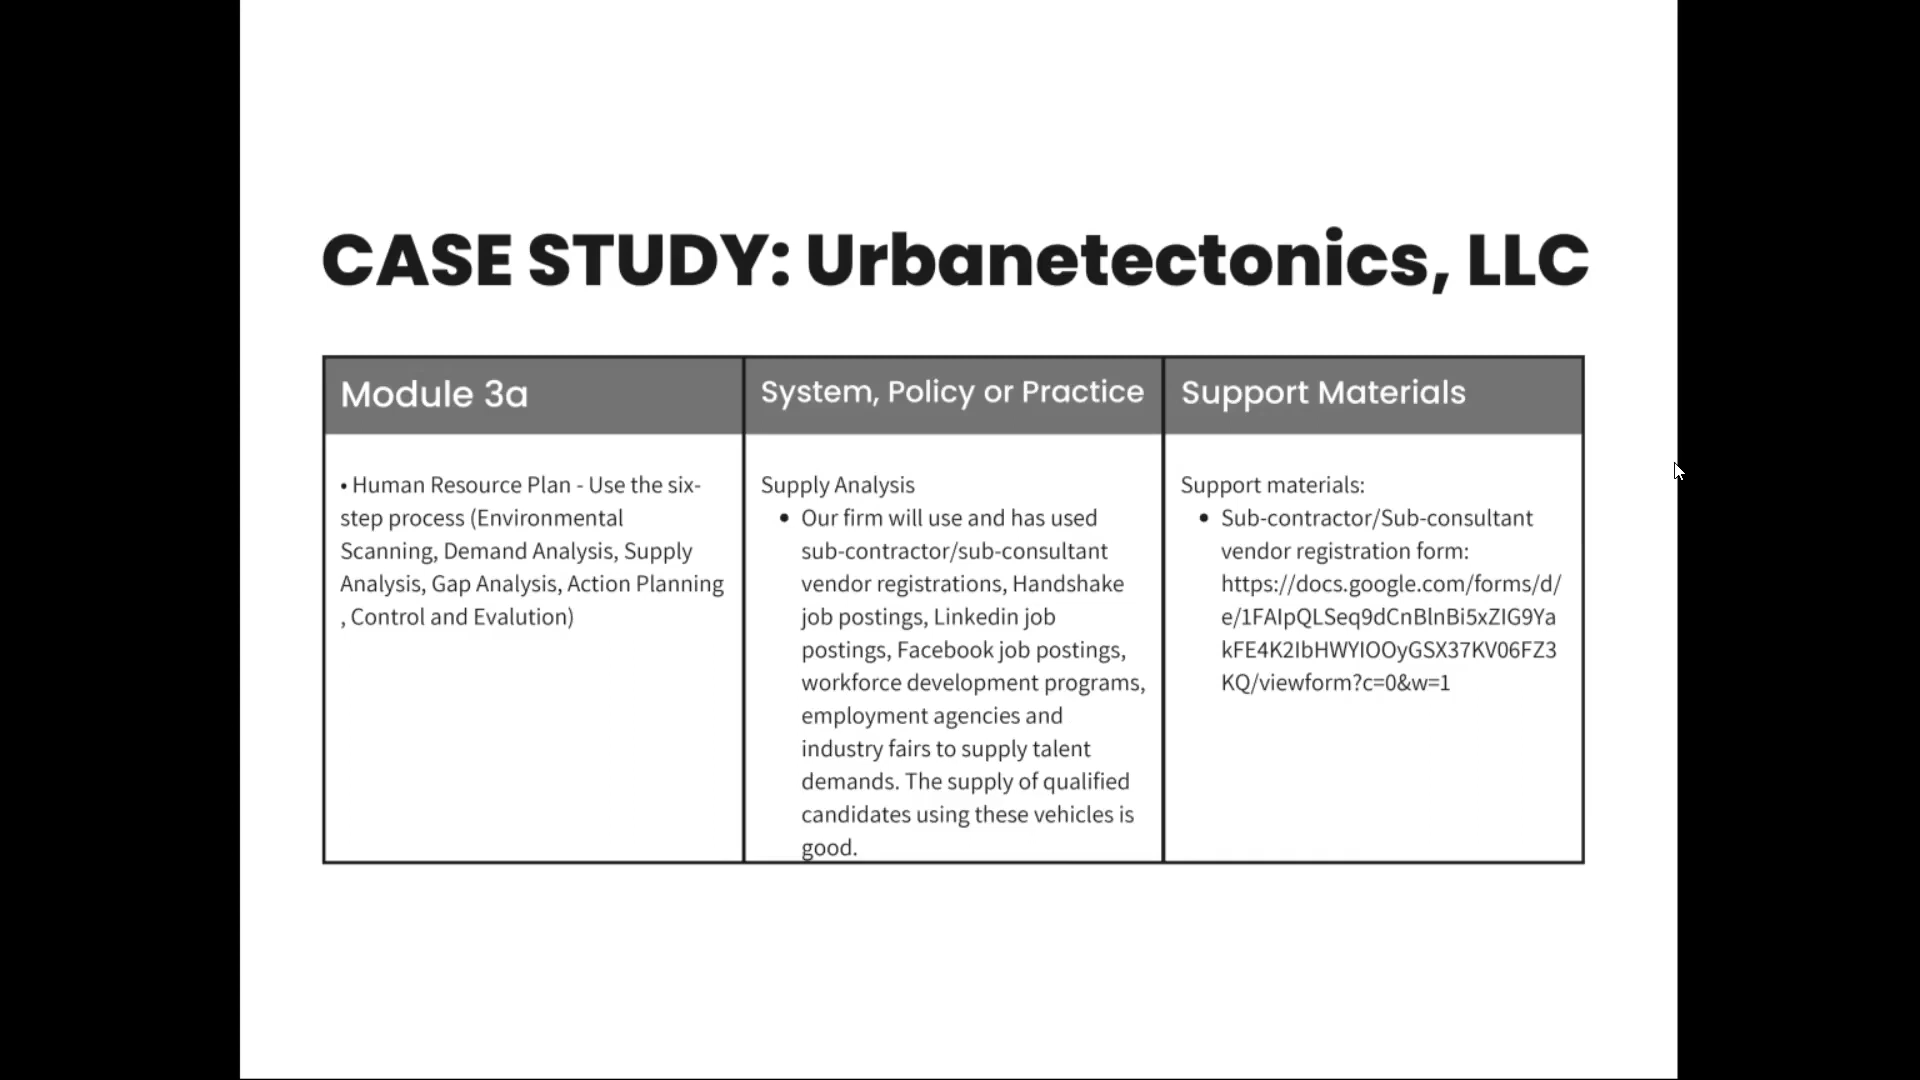 CASE STUDY: Urbanetectonics, LLC
Module 3a
System, Policy or Practice
Support Materials
• Human Resource Plan - Use the six-
step process (Environmental
Scanning, Demand Analysis, Supply
Analysis, Gap Analysis, Action Planning
, Control and Evalution)
Supply Analysis
• Our firm will use and has used
sub-contractor/sub-consultant
vendor registrations, Handshake
job postings, Linkedin job
postings, Facebook job postings,
workforce development programs,
employment agencies and
industry fairs to supply talent
demands. The supply of qualified
candidates using these vehicles is
good.
Support materials:
• Sub-contractor/Sub-consultant
vendor registration form:
https://docs.google.com/forms/d/
e/1FAIpQLSeq9dCnBlnBi5xZIG9Ya
kFE4K2IbHWYIOOyGSX37KV06FZ3
KQ/viewform?c=0&w=1